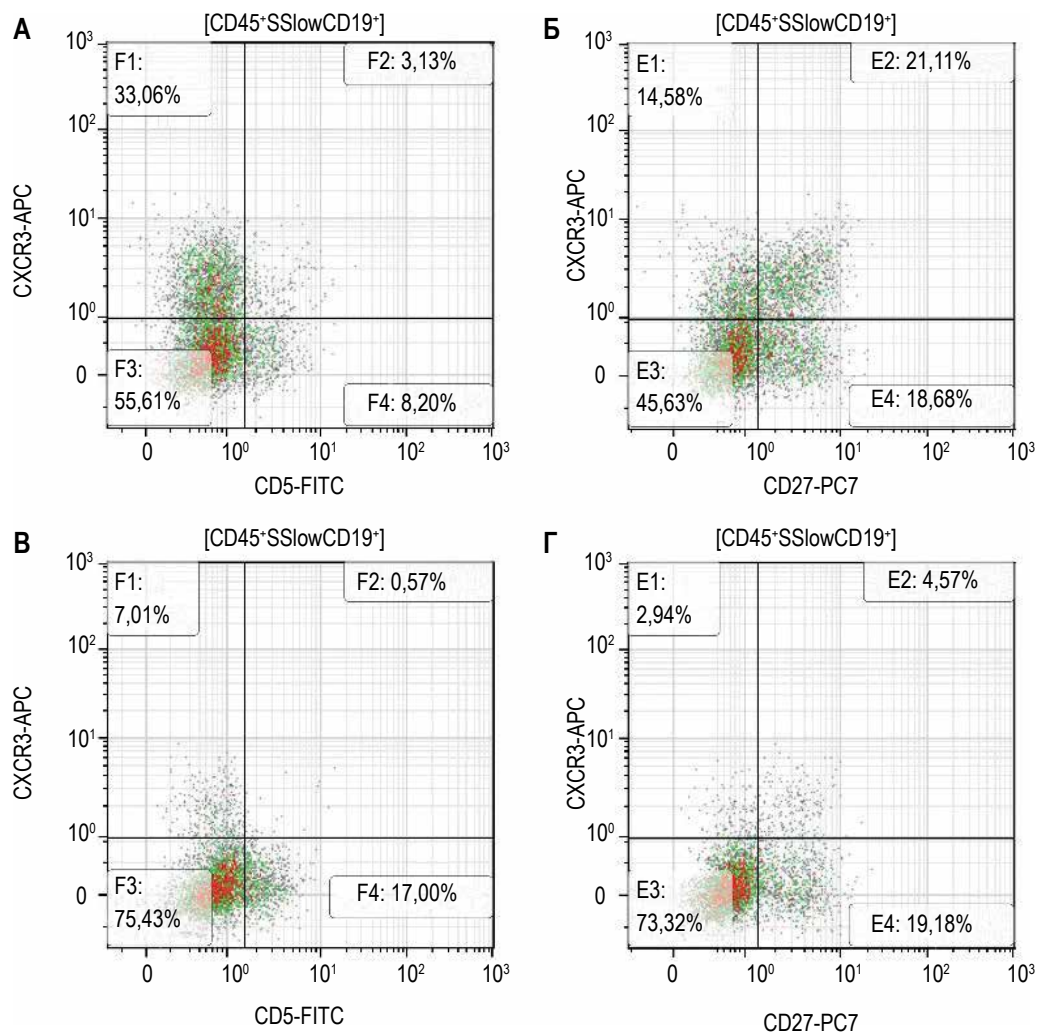 А
[CD45⁺SSlowCD19⁺]
10³
F1:
33,06%
F2: 3,13%
10²
10¹
10⁰
0
F3:
55,61%
F4: 8,20%
CXCR3-APC
0 10⁰ 10¹ 10² 10³
CD5-FITC
Б
[CD45⁺SSlowCD19⁺]
10³
E1:
14,58%
E2: 21,11%
10²
10¹
10⁰
0
E3:
45,63%
E4: 18,68%
CXCR3-APC
0 10⁰ 10¹ 10² 10³
CD27-PC7
В
[CD45⁺SSlowCD19⁺]
10³
F1:
7,01%
F2: 0,57%
10²
10¹
10⁰
0
F3:
75,43%
F4: 17,00%
CXCR3-APC
0 10⁰ 10¹ 10² 10³
CD5-FITC
Г
[CD45⁺SSlowCD19⁺]
10³
E1:
2,94%
E2: 4,57%
10²
10¹
10⁰
0
E3:
73,32%
E4: 19,18%
CXCR3-APC
0 10⁰ 10¹ 10² 10³
CD27-PC7